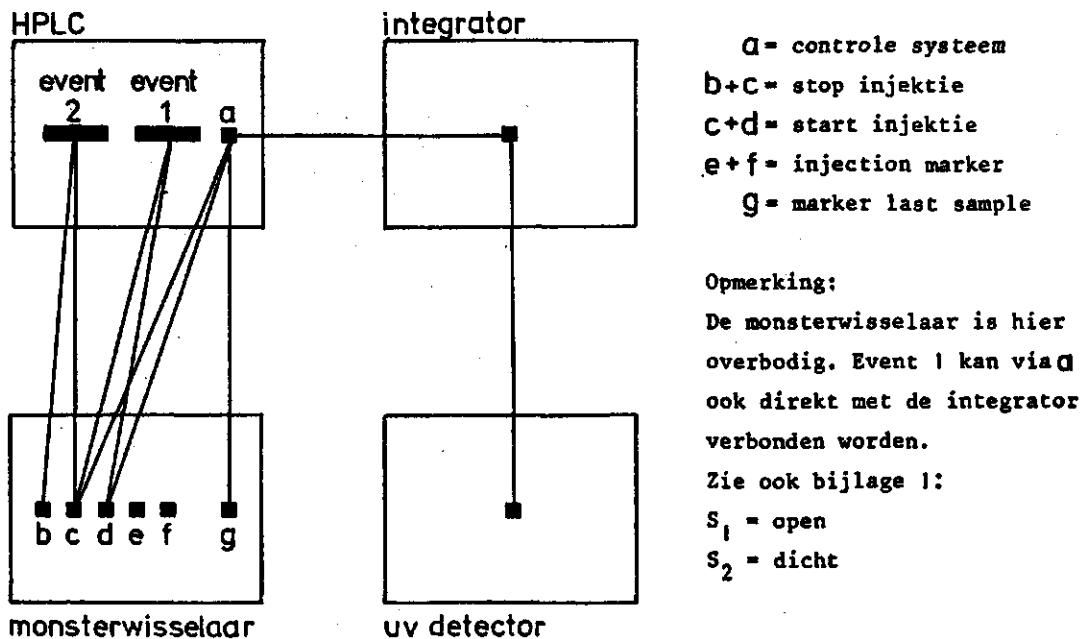 HPLC
integrator
event event
2 1 a
b c d e f g
monsterwisselaar
uv detector
a = controle systeem
b+c = stop injektie
c+d = start injektie
e+f = injection marker
g = marker last sample
Opmerking:
De monsterwisselaar is hier
overbodig. Event 1 kan via a
ook direkt met de integrator
verbonden worden.
Zie ook bijlage 1:
S1 = open
S2 = dicht